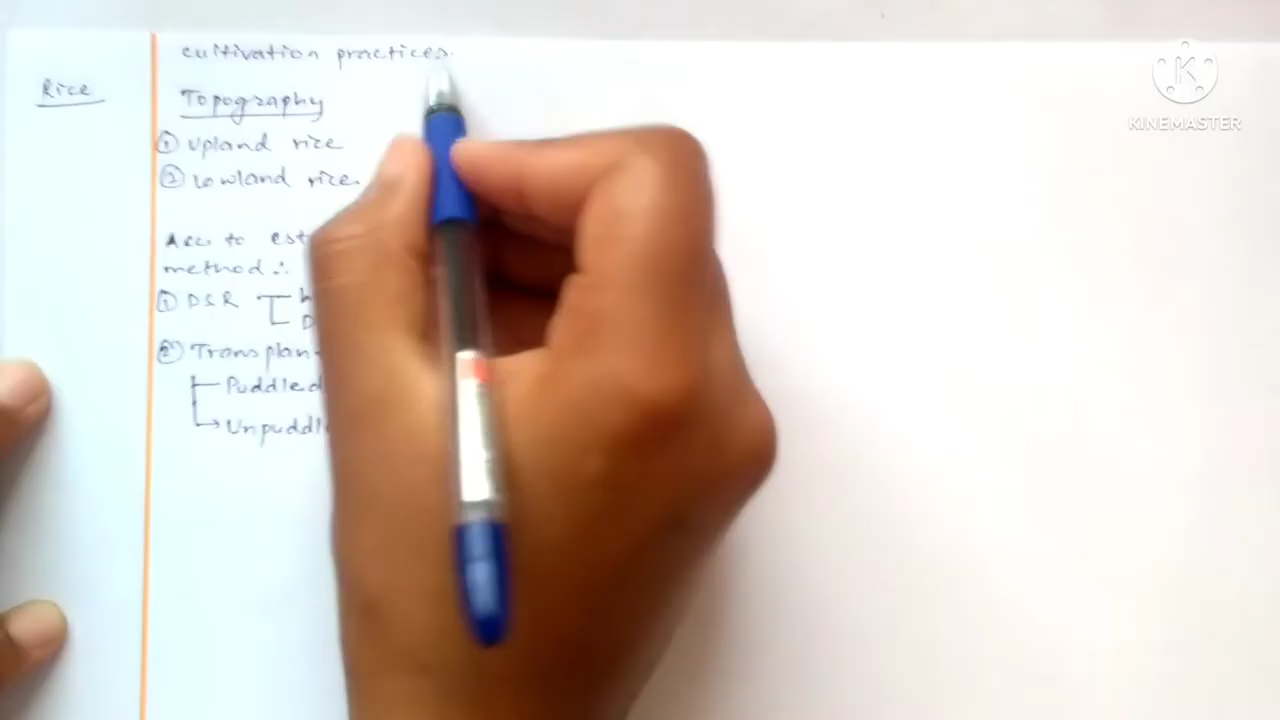 cultivation practices.
Rice
Topography
① Upland rice
② Lowland rice.
Acc. to est
method :
① DSR
② Transplan
Puddled
Unpuddl
KINEMASTER